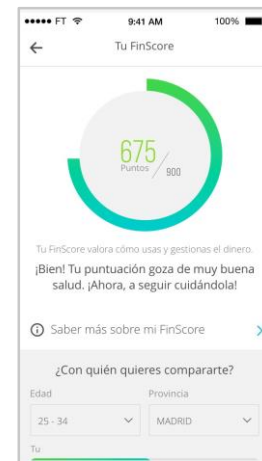 FT 9:41 AM 100%
Tu FinScore
675
Puntos / 900
Tu FinScore valora cómo usas y gestionas el dinero.
¡Bien! Tu puntuación goza de muy buena
salud. ¡Ahora, a seguir cuidándola!
Saber más sobre mi FinScore
¿Con quién quieres compararte?
Edad Provincia
25 - 34 MADRID
Tu